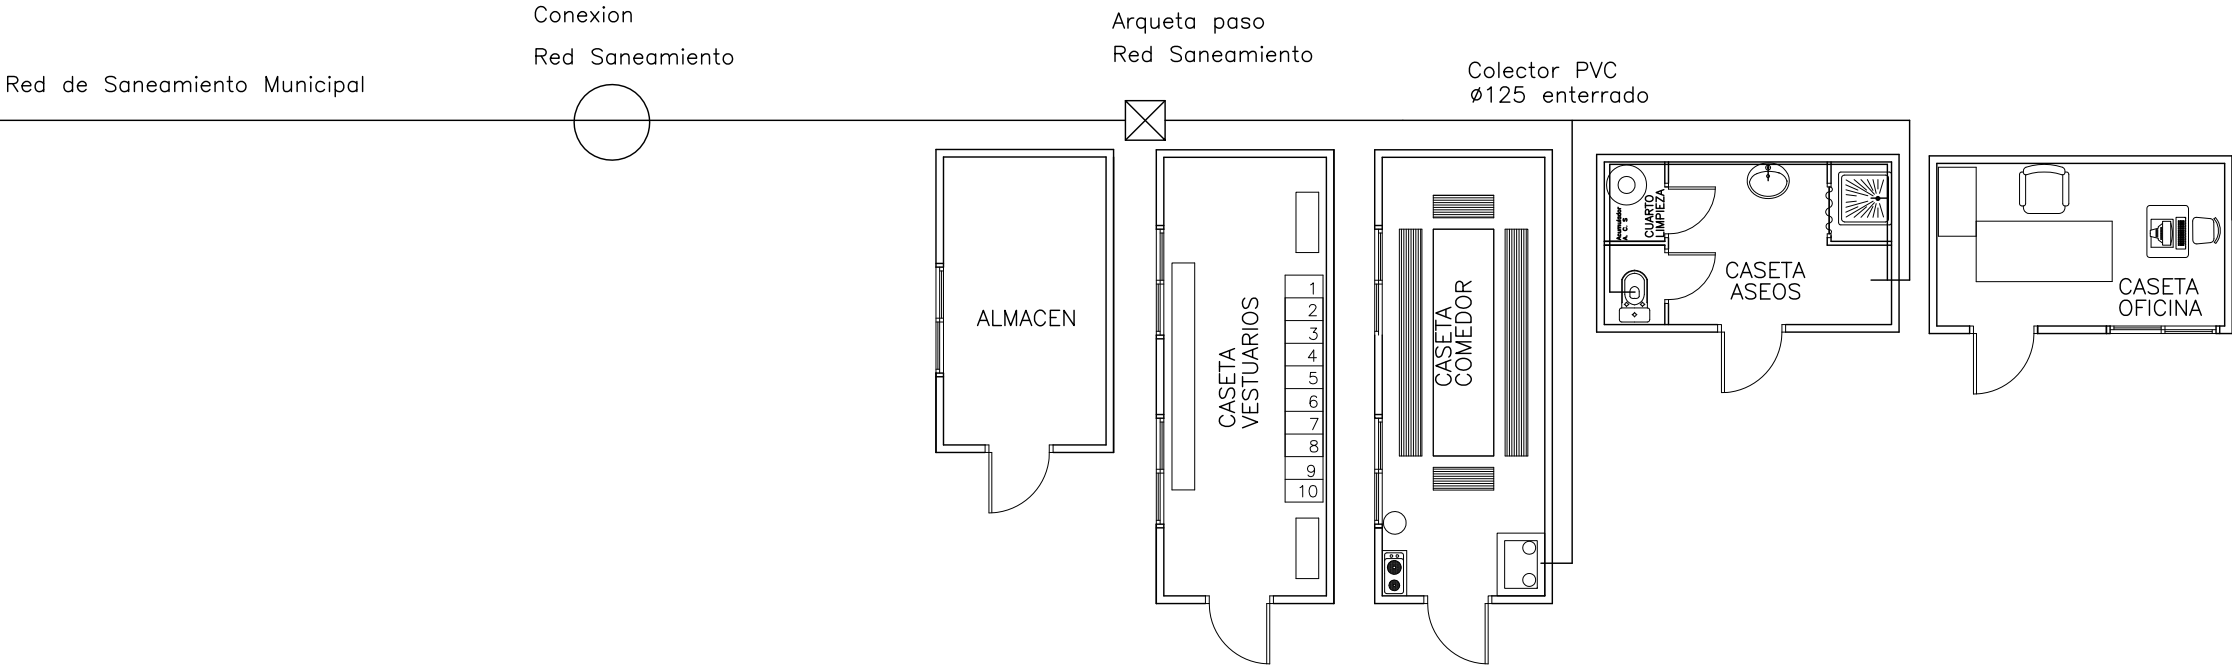 Conexion
Red Saneamiento
Red de Saneamiento Municipal
Arqueta paso
Red Saneamiento
Colector PVC
Ø125 enterrado
ALMACEN
CASETA
VESTUARIOS
1
2
3
4
5
6
7
8
9
10
CASETA
COMEDOR
Acumulador
A. C. S
CUARTO
LIMPIEZA
CASETA
ASEOS
CASETA
OFICINA